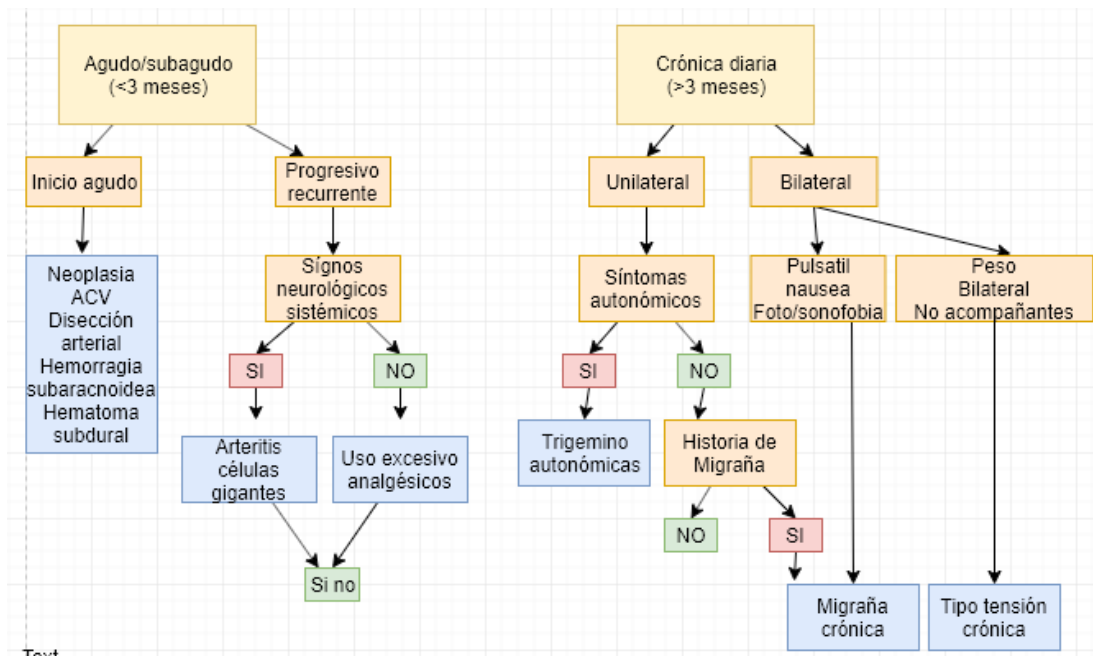 Agudo/subagudo
(<3 meses)
Crónica diaria
(>3 meses)
Inicio agudo
Progresivo
recurrente
Unilateral
Bilateral
Neoplasia
ACV
Disección
arterial
Hemorragia
subaracnoidea
Hematoma
subdural
Sígnos
neurológicos
sistémicos
Síntomas
autonómicos
Pulsatil
nausea
Foto/sonofobia
Peso
Bilateral
No acompañantes
SI
NO
SI
NO
Arteritis
células
gigantes
Uso excesivo
analgésicos
Trigemino
autonómicas
Historia de
Migraña
NO
SI
Si no
Migraña
crónica
Tipo tensión
crónica
Text